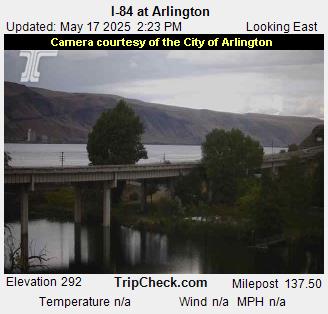 I-84 at Arlington
Updated: May 17 2025 2:23 PM Looking East
Camera courtesy of the City of Arlington
Elevation 292 TripCheck.com Milepost 137.50
Temperature n/a Wind n/a MPH n/a